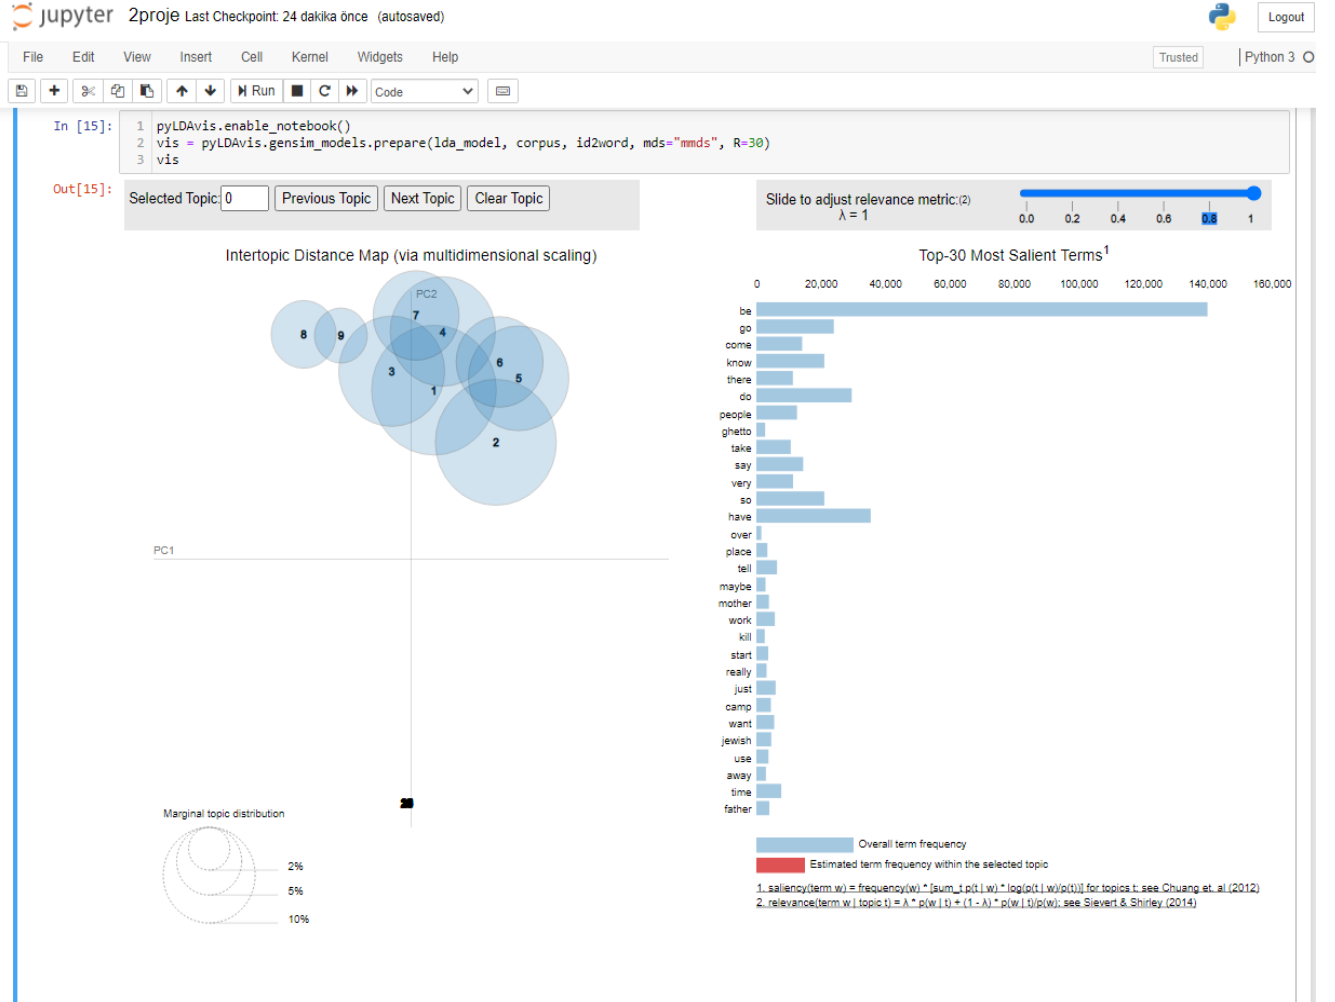 jupyter 2proje Last Checkpoint: 24 dakika önce (autosaved)
Logout
File Edit View Insert Cell Kernel Widgets Help
Trusted
Python 3
Run
Code
In [15]:
1 pyLDAvis.enable_notebook()
2 vis = pyLDAvis.gensim_models.prepare(lda_model, corpus, id2word, mds="mmds", R=30)
3 vis
Out[15]:
Selected Topic: 0 Previous Topic Next Topic Clear Topic
Slide to adjust relevance metric:(2)
λ = 1
0.0 0.2 0.4 0.6 0.8 1
Intertopic Distance Map (via multidimensional scaling)
PC2
7
4
8
9
6
3
5
1
2
PC1
Marginal topic distribution
2%
5%
10%
Top-30 Most Salient Terms1
0 20,000 40,000 60,000 80,000 100,000 120,000 140,000 160,000
be
go
come
know
there
do
people
ghetto
take
say
very
so
have
over
place
tell
maybe
mother
work
kill
start
really
just
camp
want
jewish
use
away
time
father
Overall term frequency
Estimated term frequency within the selected topic
1. saliency(term w) = frequency(w) * [sum_t p(t | w) * log(p(t | w)/p(t))] for topics t; see Chuang et. al (2012)
2. relevance(term w | topic t) = λ * p(w | t) + (1 - λ) * p(w | t)/p(w); see Sievert & Shirley (2014)